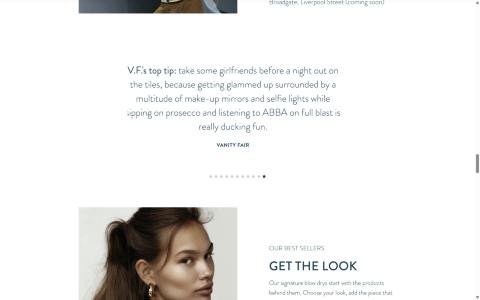 Broadgate, Liverpool Street (coming soon)
V.F.'s top tip: take some girlfriends before a night out on
the tiles, because getting glammed up surrounded by a
multitude of make-up mirrors and selfie lights while
sipping on prosecco and listening to ABBA on full blast is
really ducking fun.
VANITY FAIR
OUR BEST SELLERS
GET THE LOOK
Our signature blow drys start with the products
behind them. Choose your look, add the piece that